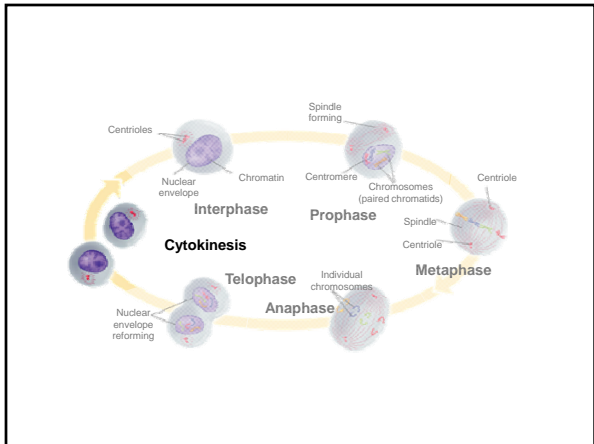 Spindle
forming
Centrioles
Nuclear
envelope
Chromatin
Interphase
Centromere
Chromosomes
(paired chromatids)
Prophase
Centriole
Spindle
Centriole
Metaphase
Cytokinesis
Telophase
Individual
chromosomes
Anaphase
Nuclear
envelope
reforming